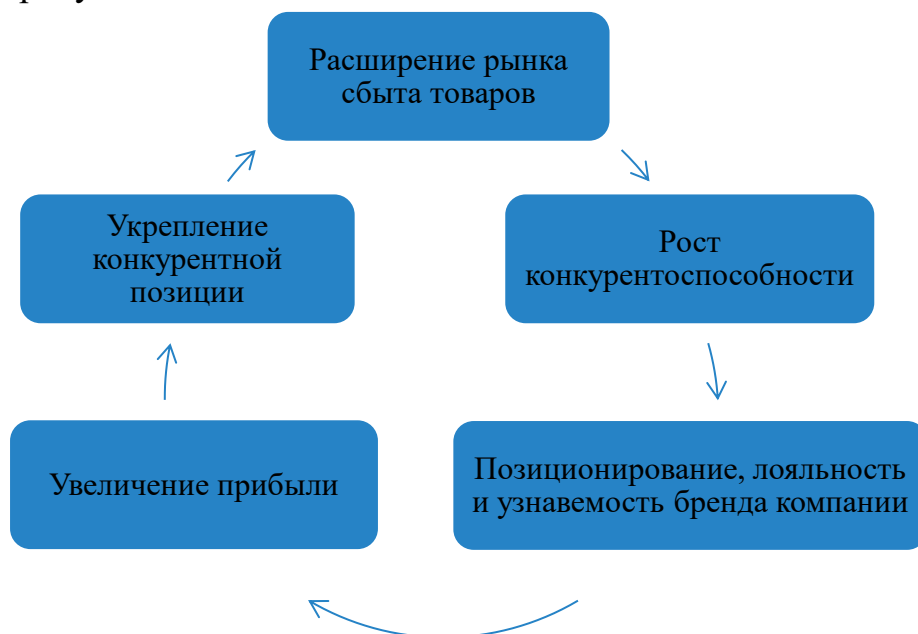 Расширение рынка
сбыта товаров
Рост
конкурентоспособности
Позиционирование, лояльность
и узнавемость бренда компании
Увеличение прибыли
Укрепление
конкурентной
позиции